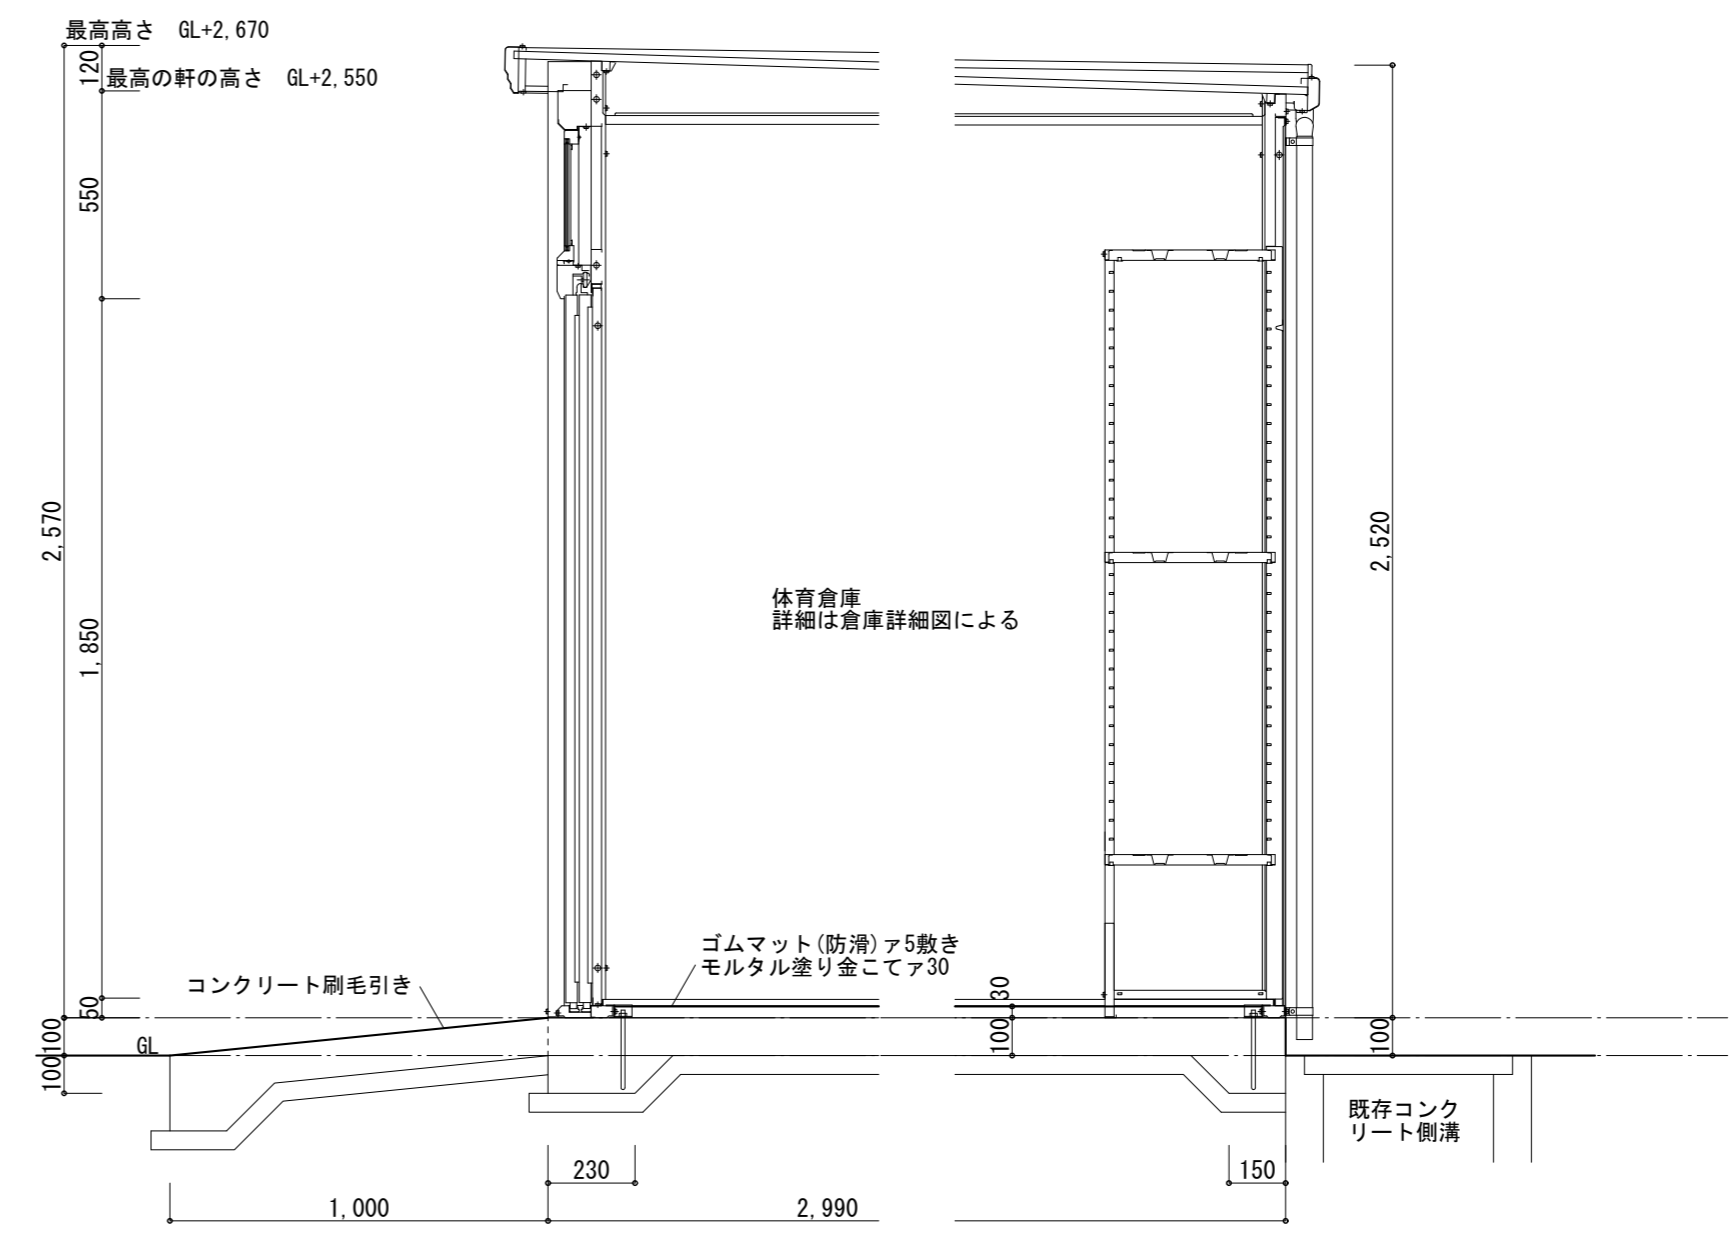 最高高さ　GL+2,670
120
最高の軒の高さ　GL+2,550
550
2,570
2,520
体育倉庫
詳細は倉庫詳細図による
1,850
ゴムマット(防滑)ァ5敷き
モルタル塗り金こてァ30
コンクリート刷毛引き
50
30
100
GL
100
100
100
既存コンク
リート側溝
230
150
1,000
2,990